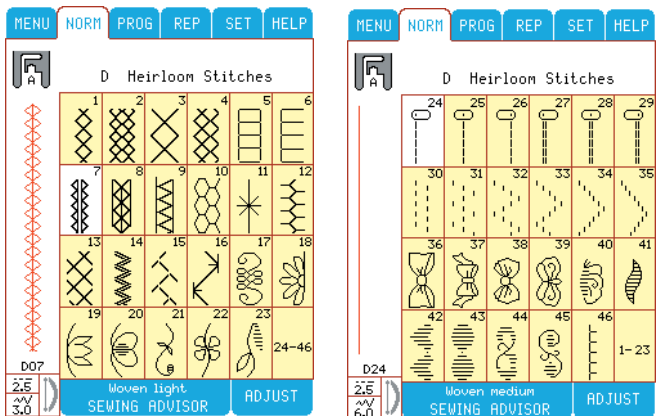 MENU NORM PROG REP SET HELP
A
D Heirloom Stitches
1 2 3 4 5 6
7 8 9 10 11 12
13 14 15 16 17 18
19 20 21 22 23 24-46
D07
2.5
3.0
Woven light
SEWING ADVISOR
ADJUST
MENU NORM PROG REP SET HELP
A
D Heirloom Stitches
24 25 26 27 28 29
30 31 32 33 34 35
36 37 38 39 40 41
42 43 44 45 46 1-23
D24
2.5
6.0
Woven medium
SEWING ADVISOR
ADJUST